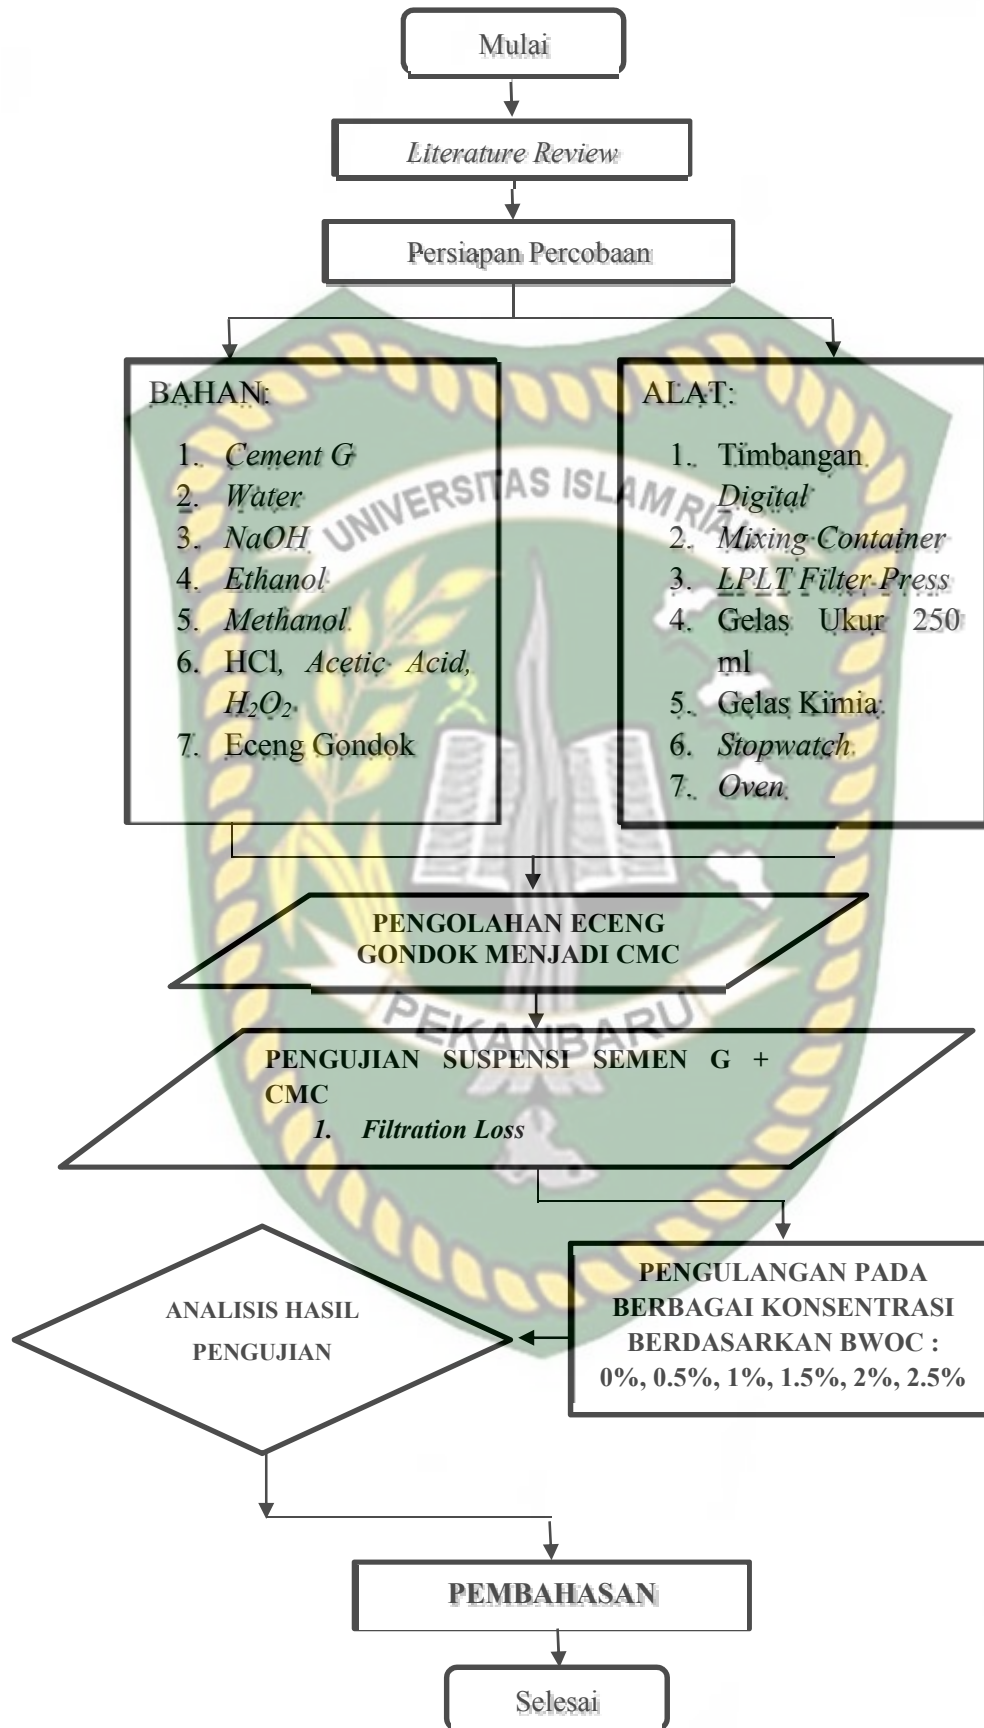 Mulai
Literature Review
Persiapan Percobaan
BAHAN:
1. Cement G
2. Water
3. NaOH
4. Ethanol
5. Methanol
6. HCl, Acetic Acid,
H₂O₂
7. Eceng Gondok
ALAT:
1. Timbangan
Digital
2. Mixing Container
3. LPLT Filter Press
4. Gelas Ukur 250
ml
5. Gelas Kimia
6. Stopwatch
7. Oven
UNIVERSITAS ISLAM RIAU
PENGOLAHAN ECENG
GONDOK MENJADI CMC
PEKANBARU
PENGUJIAN SUSPENSI SEMEN G +
CMC
1. Filtration Loss
PENGULANGAN PADA
BERBAGAI KONSENTRASI
BERDASARKAN BWOC :
0%, 0.5%, 1%, 1.5%, 2%, 2.5%
ANALISIS HASIL
PENGUJIAN
PEMBAHASAN
Selesai